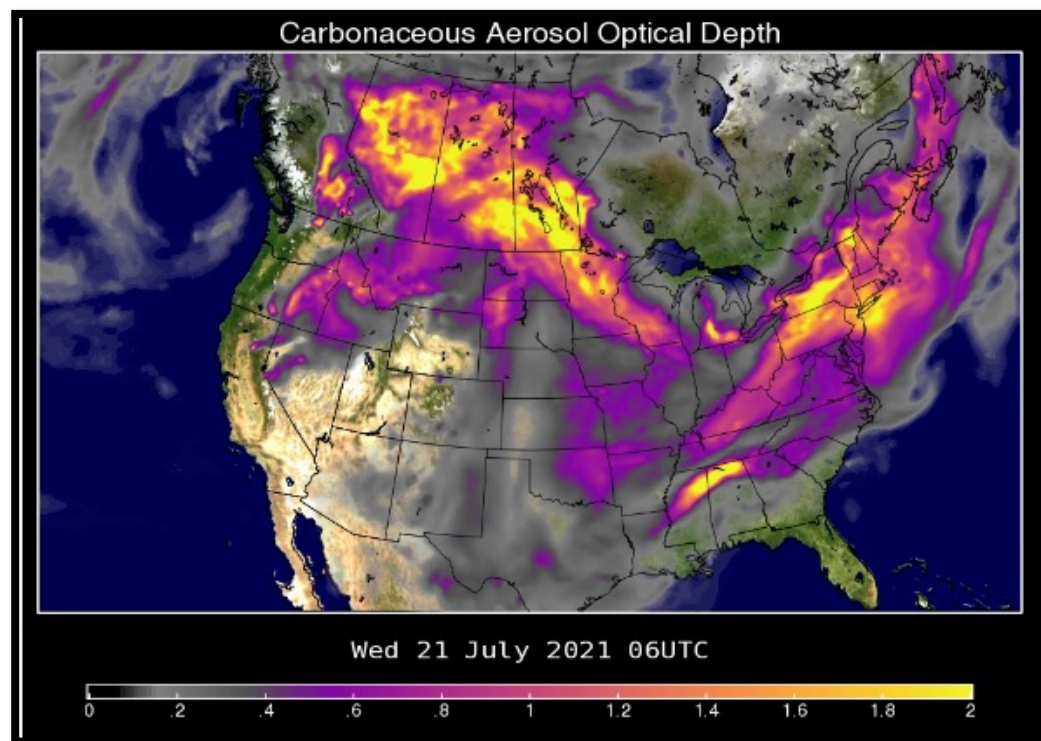 Carbonaceous Aerosol Optical Depth
Wed 21 July 2021 06UTC
0 .2 .4 .6 .8 1 1.2 1.4 1.6 1.8 2